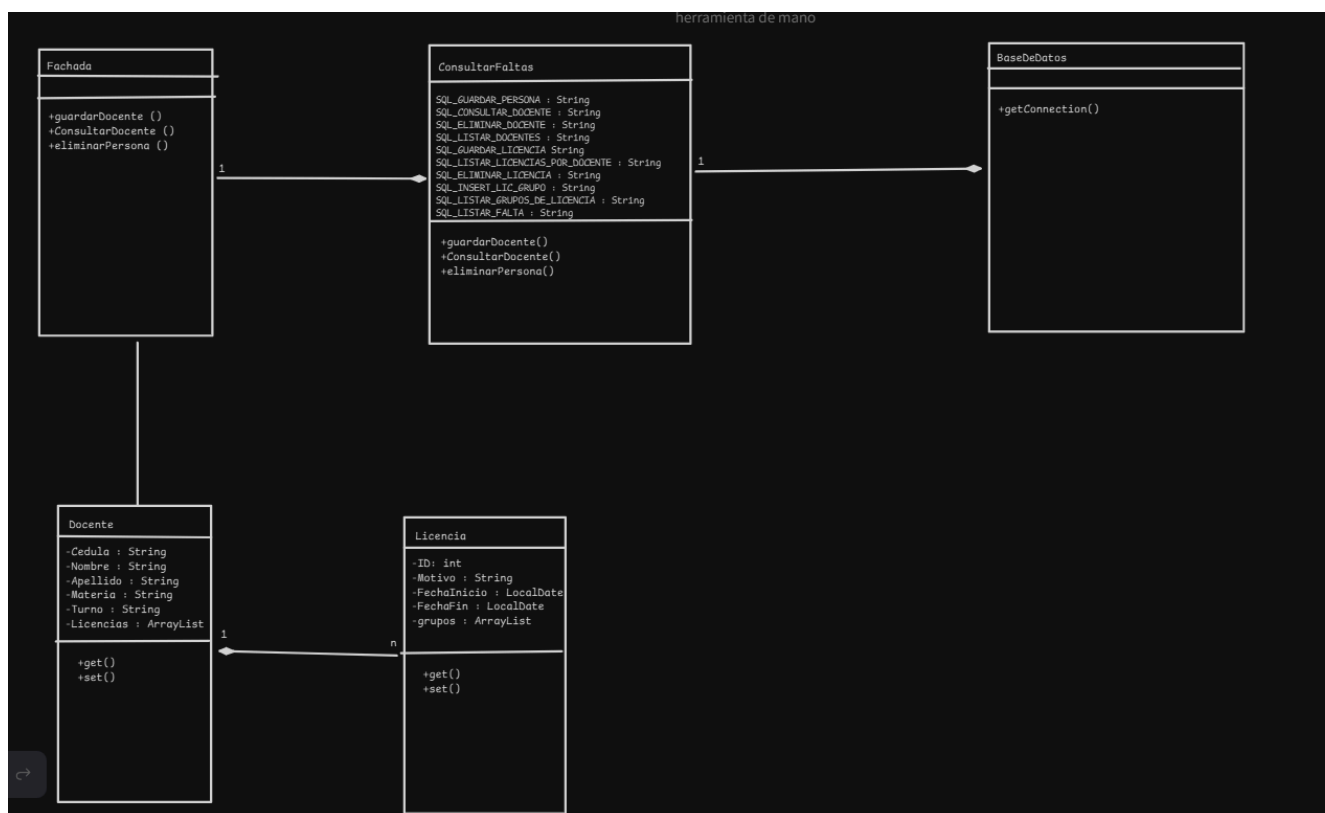 herramienta de mano
Fachada
+guardarDocente ()
+ConsultarDocente ()
+eliminarPersona ()
1
ConsultarFaltas
SQL_GUARDAR_PERSONA : String
SQL_CONSULTAR_DOCENTE : String
SQL_ELIMINAR_DOCENTE : String
SQL_LISTAR_DOCENTES : String
SQL_GUARDAR_LICENCIA String
SQL_LISTAR_LICENCIAS_POR_DOCENTE : String
SQL_ELIMINAR_LICENCIA : String
SQL_INSERT_LIC_GRUPO : String
SQL_LISTAR_GRUPOS_DE_LICENCIA : String
SQL_LISTAR_FALTA : String
+guardarDocente()
+ConsultarDocente()
+eliminarPersona()
1
BaseDeDatos
+getConnection()
Docente
-Cedula : String
-Nombre : String
-Apellido : String
-Materia : String
-Turno : String
-Licencias : ArrayList
+get()
+set()
1
n
Licencia
-ID: int
-Motivo : String
-FechaInicio : LocalDate
-FechaFin : LocalDate
-grupos : ArrayList
+get()
+set()